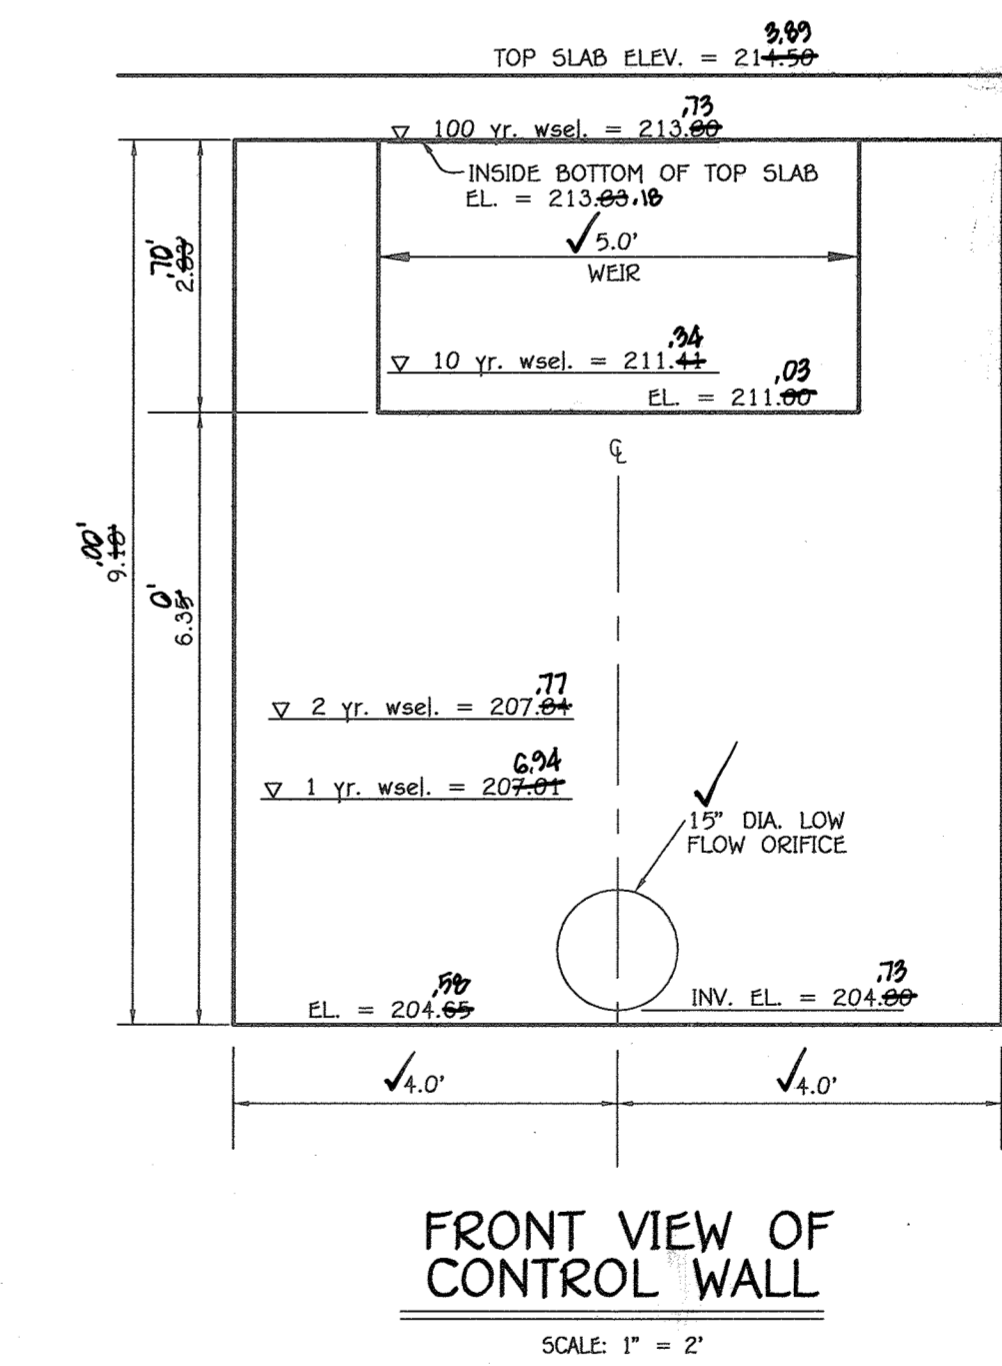 3.89
TOP SLAB ELEV. = 214.50
.73
▽ 100 yr. wsel. = 213.80
INSIDE BOTTOM OF TOP SLAB
EL. = 213.83.18
✓5.0'
WEIR
.70'
2.83'
.34
▽ 10 yr. wsel. = 211.41
.03
EL. = 211.00
℄
.00'
9.18'
0'
6.35'
.77
▽ 2 yr. wsel. = 207.84
6.94
▽ 1 yr. wsel. = 207.01
✓
15" DIA. LOW
FLOW ORIFICE
.58
EL. = 204.65
.73
INV. EL. = 204.80
✓4.0'
✓4.0'
FRONT VIEW OF
CONTROL WALL
SCALE: 1" = 2'